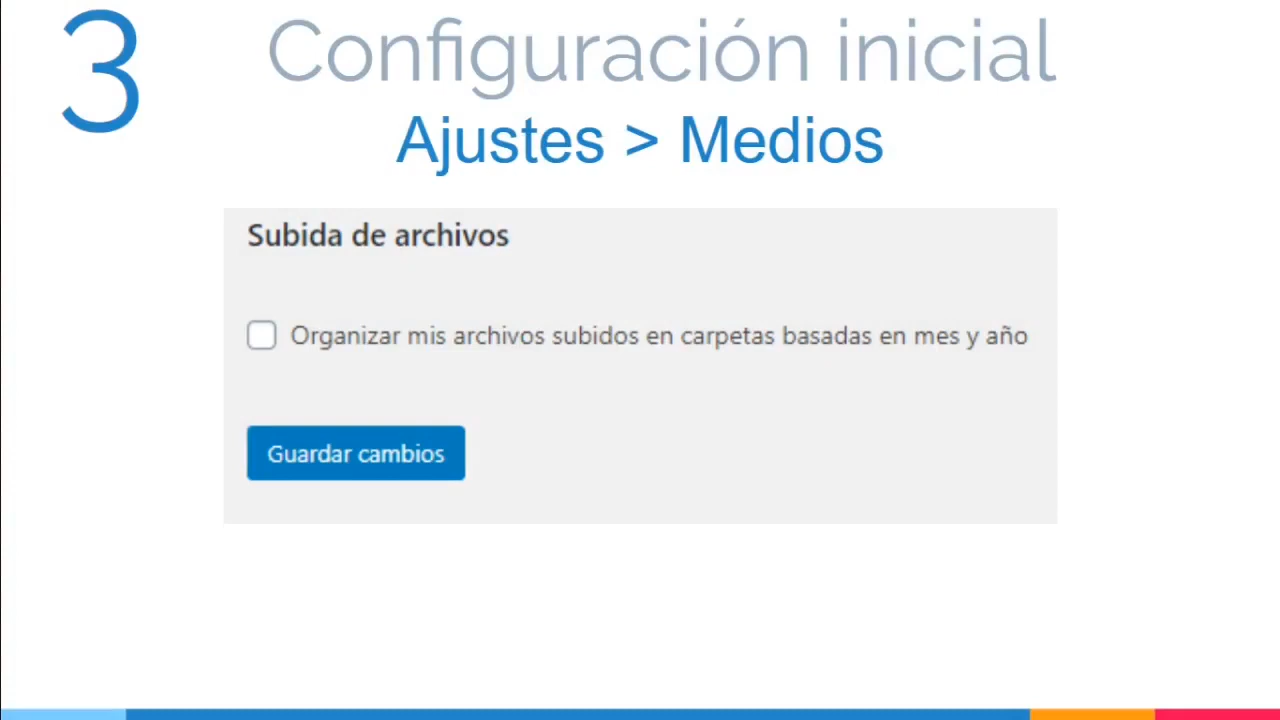 3
Configuración inicial
Ajustes > Medios
Subida de archivos
Organizar mis archivos subidos en carpetas basadas en mes y año
Guardar cambios